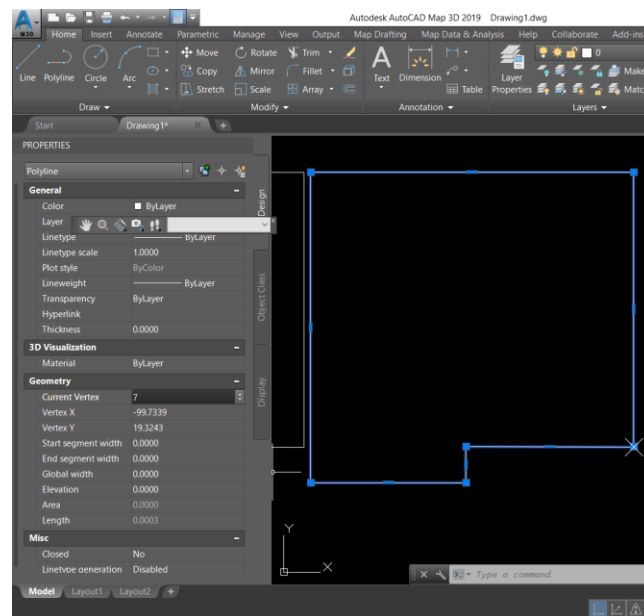 Autodesk AutoCAD Map 3D 2019 Drawing1.dwg
M3D
Home Insert Annotate Parametric Manage View Output Map Drafting Map Data & Analysis Help Collaborate Add-ins
Line Polyline Circle Arc
Move Rotate Trim
Copy Mirror Fillet
Stretch Scale Array
Text Dimension
Table
Layer
Properties
0
Make
Matc
Draw Modify Annotation Layers
Start Drawing1*
PROPERTIES
Polyline
General
Color ByLayer
Layer
Linetype ByLayer
Linetype scale 1.0000
Plot style ByColor
Lineweight ByLayer
Transparency ByLayer
Hyperlink
Thickness 0.0000
3D Visualization
Material ByLayer
Geometry
Current Vertex 7
Vertex X -99.7339
Vertex Y 19.3243
Start segment width 0.0000
End segment width 0.0000
Global width 0.0000
Elevation 0.0000
Area 0.0000
Length 0.0003
Misc
Closed No
Linetype generation Disabled
Design
Object Class
Display
Y
X
Type a command
Model Layout1 Layout2